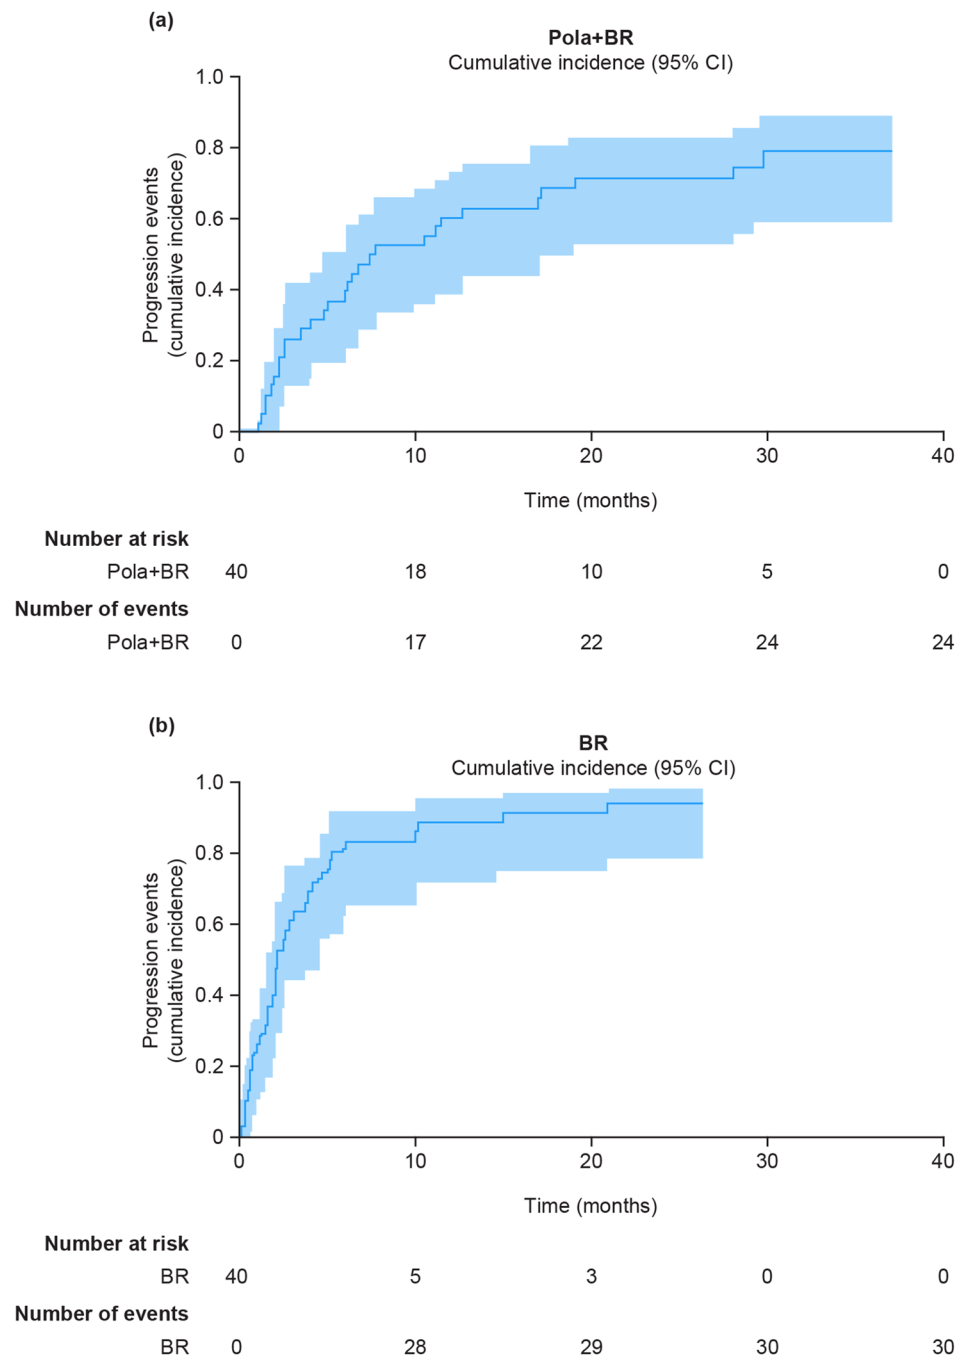 (a)
Pola+BR
Cumulative incidence (95% CI)
Progression events
(cumulative incidence)
1.0
0.8
0.6
0.4
0.2
0
0 10 20 30 40
Time (months)
Number at risk
Pola+BR 40 18 10 5 0
Number of events
Pola+BR 0 17 22 24 24
(b)
BR
Cumulative incidence (95% CI)
Progression events
(cumulative incidence)
1.0
0.8
0.6
0.4
0.2
0
0 10 20 30 40
Time (months)
Number at risk
BR 40 5 3 0 0
Number of events
BR 0 28 29 30 30